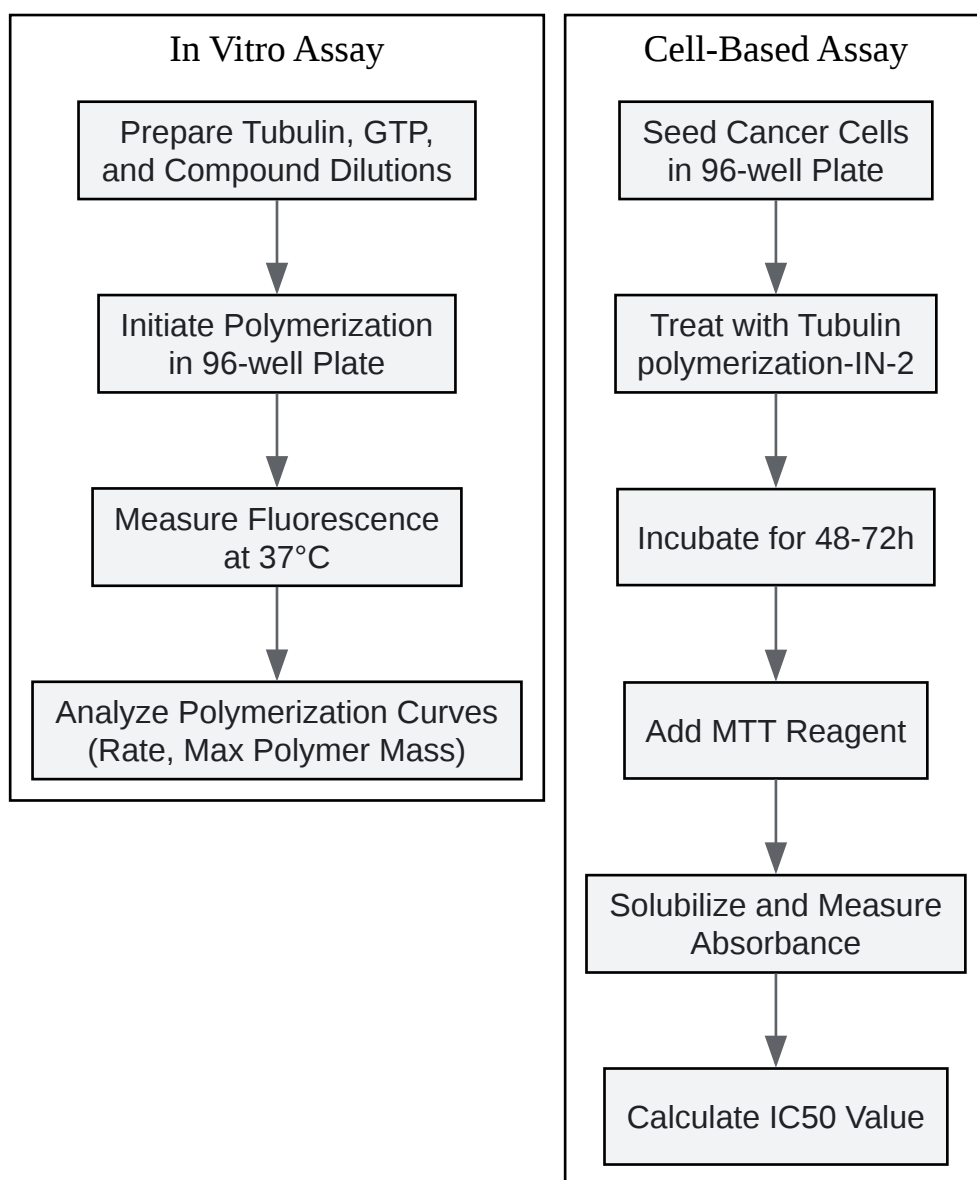 In Vitro Assay
Prepare Tubulin, GTP,
and Compound Dilutions
Initiate Polymerization
in 96-well Plate
Measure Fluorescence
at 37°C
Analyze Polymerization Curves
(Rate, Max Polymer Mass)
Cell-Based Assay
Seed Cancer Cells
in 96-well Plate
Treat with Tubulin
polymerization-IN-2
Incubate for 48-72h
Add MTT Reagent
Solubilize and Measure
Absorbance
Calculate IC50 Value